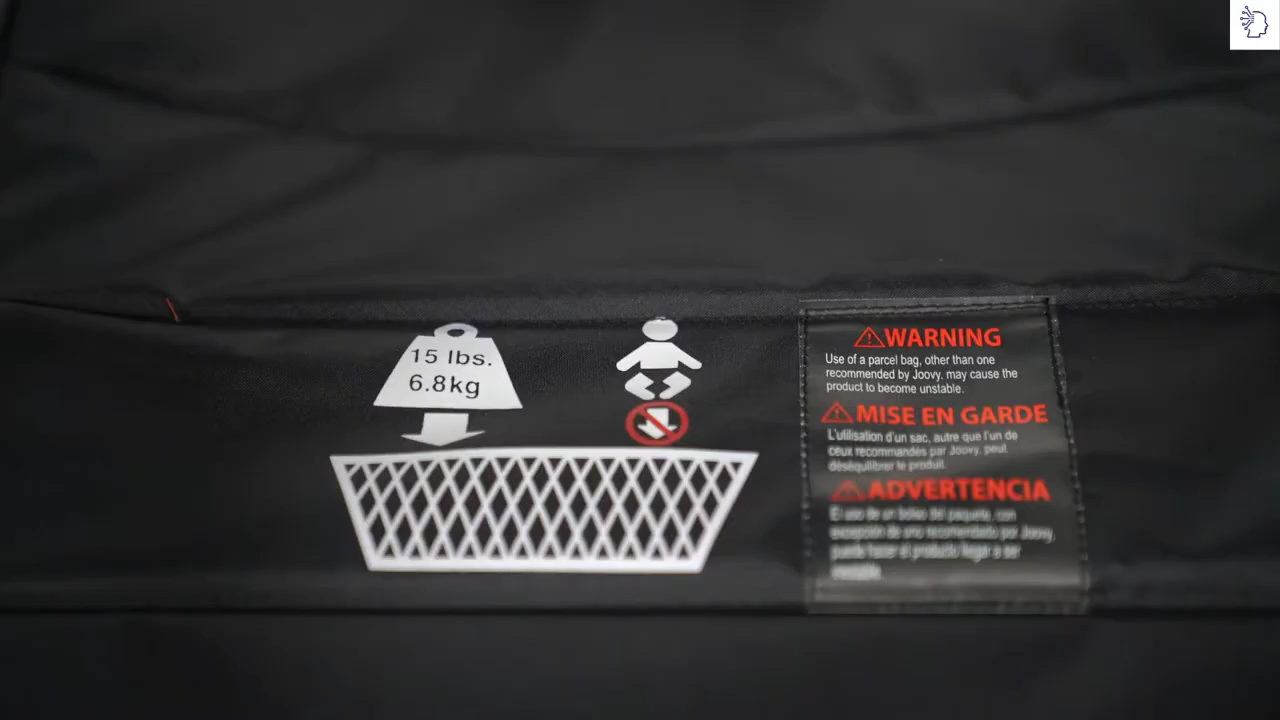 15 lbs.
6.8kg
WARNING
Use of a parcel bag, other than one
recommended by Joovy, may cause the
product to become unstable.
MISE EN GARDE
L'utilisation d'un sac, autre que l'un de
ceux recommandés par Joovy, peut
déséquilibrer le produit.
ADVERTENCIA
El uso de un bolso del paquete, con
excepción de uno recomendado por Joovy,
puede hacer el producto llegar a ser